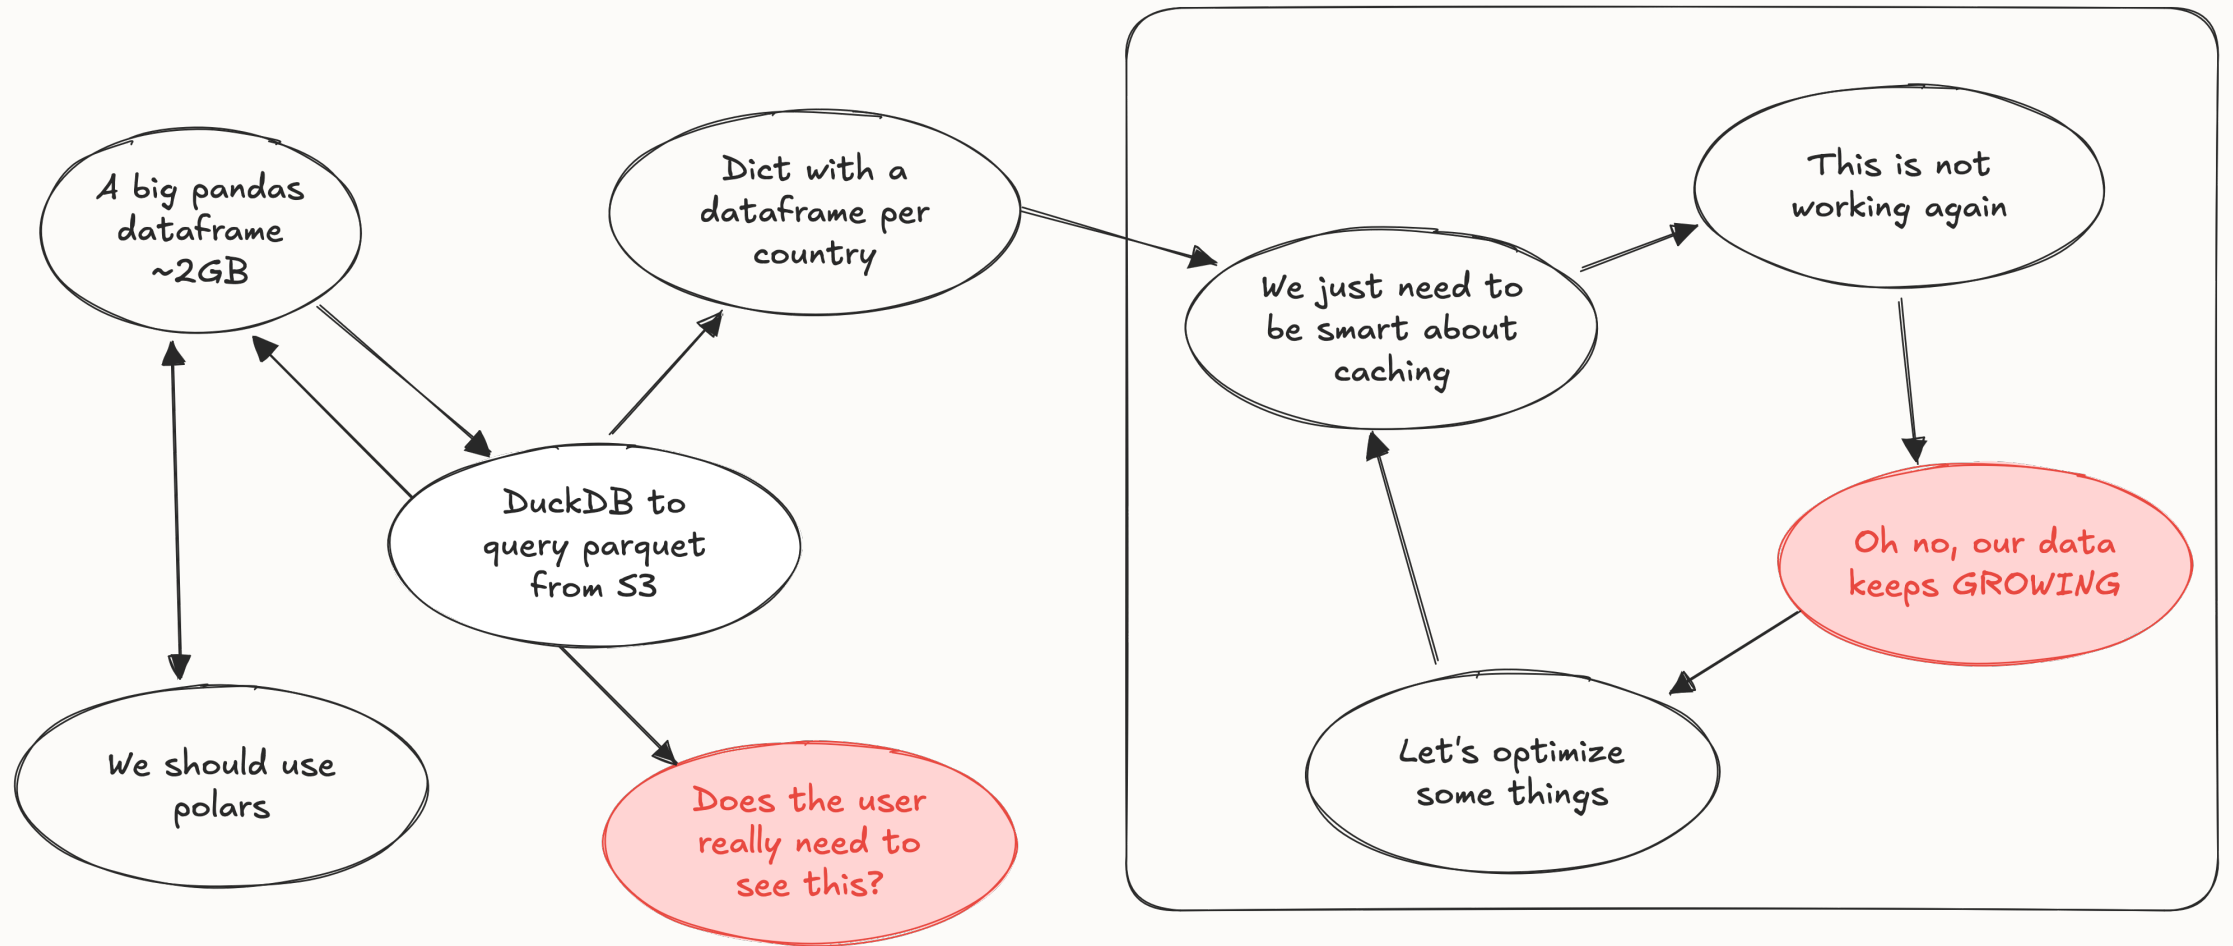 A big pandas
dataframe
~2GB
Dict with a
dataframe per
country
DuckDB to
query parquet
from S3
We should use
polars
Does the user
really need to
see this?
We just need to
be smart about
caching
This is not
working again
Oh no, our data
keeps GROWING
Let's optimize
some things